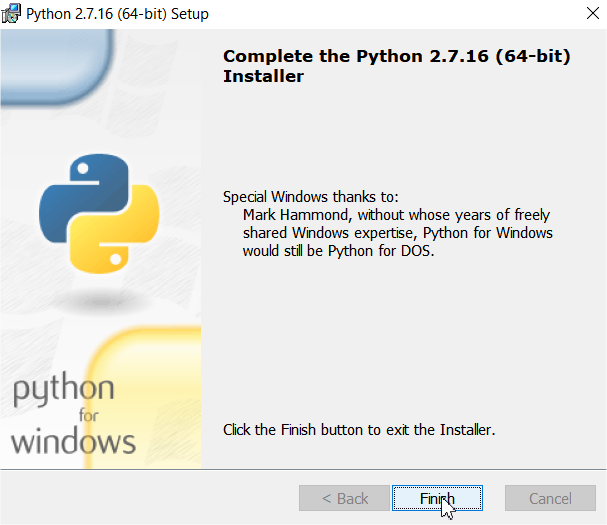 Python 2.7.16 (64-bit) Setup
Complete the Python 2.7.16 (64-bit)
Installer
Special Windows thanks to:
Mark Hammond, without whose years of freely
shared Windows expertise, Python for Windows
would still be Python for DOS.
python
for
windows
Click the Finish button to exit the Installer.
< Back
Finish
Cancel